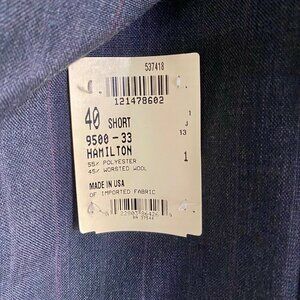 537418
121478602
40 SHORT
1
J
13
9500-33
HAMILTON
1
55% POLYESTER
45% WORSTED WOOL
MADE IN USA
OF IMPORTED FABRIC